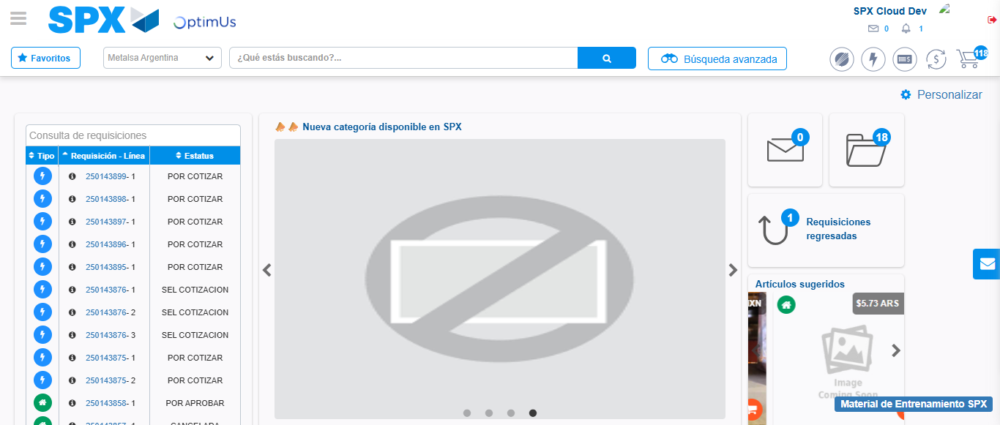 SPX
OptimUs
SPX Cloud Dev
0
1
Favoritos
Metalsa Argentina
¿Qué estás buscando?...
Búsqueda avanzada
$
$
118
Personalizar
Consulta de requisiciones
Tipo Requisición - Línea Estatus
250143899- 1 POR COTIZAR
250143898- 1 POR COTIZAR
250143897- 1 POR COTIZAR
250143896- 1 POR COTIZAR
250143895- 1 POR COTIZAR
250143876- 1 SEL COTIZACION
250143876- 2 SEL COTIZACION
250143876- 3 SEL COTIZACION
250143875- 1 POR COTIZAR
250143875- 2 POR COTIZAR
250143858- 1 POR APROBAR
250143857- 1 CANCELADA
Nueva categoría disponible en SPX
0
18
1
Requisiciones
regresadas
Artículos sugeridos
XN
$5.73 ARS
Image
Coming Soon
Material de Entrenamiento SPX